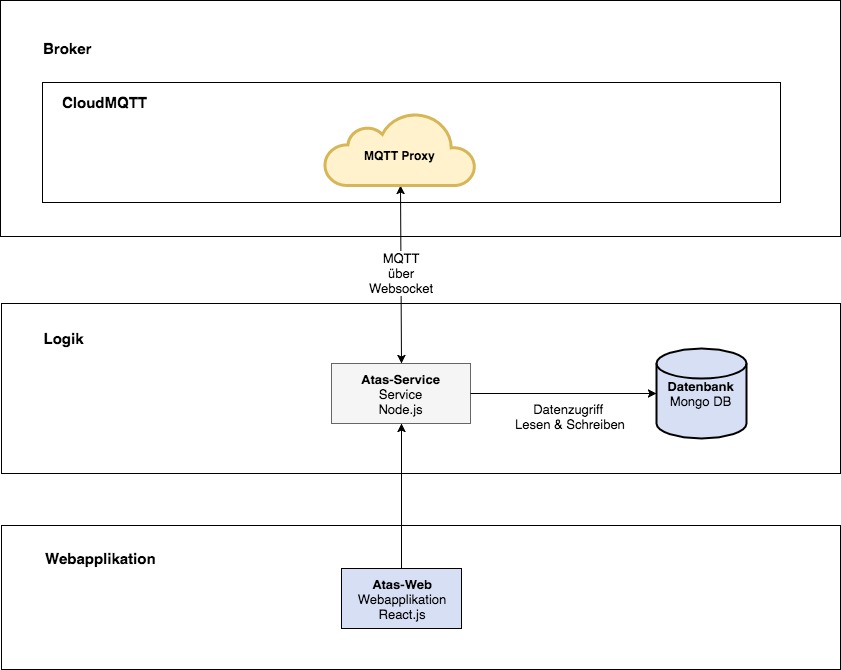 Broker
CloudMQTT
MQTT Proxy
MQTT
über
Websocket
Logik
Atas-Service
Service
Node.js
Datenzugriff
Lesen & Schreiben
Datenbank
Mongo DB
Webapplikation
Atas-Web
Webapplikation
React.js